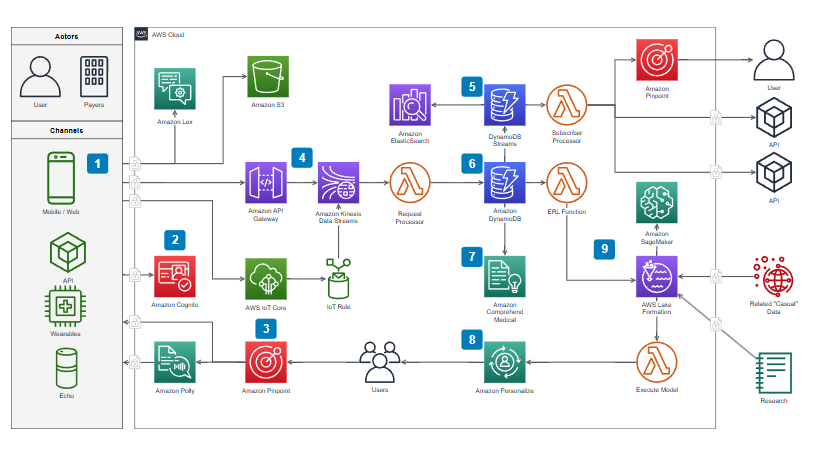 Actors
User
Payers
Channels
1
Mobile / Web
API
Wearables
Echo
AWS Cloud
Amazon Lex
Amazon S3
2
Amazon Cognito
Amazon Polly
4
Amazon API
Gateway
Amazon Kinesis
Data Streams
AWS IoT Core
IoT Rule
3
Amazon Pinpoint
Users
Amazon
ElasticSearch
Request
Processor
5
DynamoDB
Streams
6
Amazon
DynamoDB
7
Amazon
Comprehend
Medical
8
Amazon Personalize
Subscriber
Processor
ERL Function
9
Amazon
Pinpoint
Amazon
SageMaker
AWS Lake
Formation
Execute Model
User
API
API
Related "Casual"
Data
Research